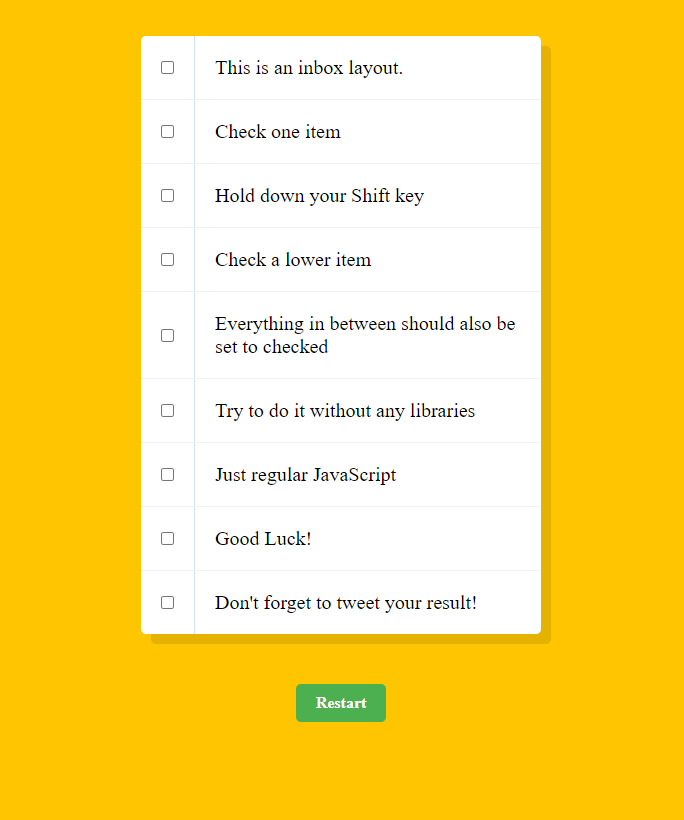 This is an inbox layout.
Check one item
Hold down your Shift key
Check a lower item
Everything in between should also be
set to checked
Try to do it without any libraries
Just regular JavaScript
Good Luck!
Don't forget to tweet your result!
Restart